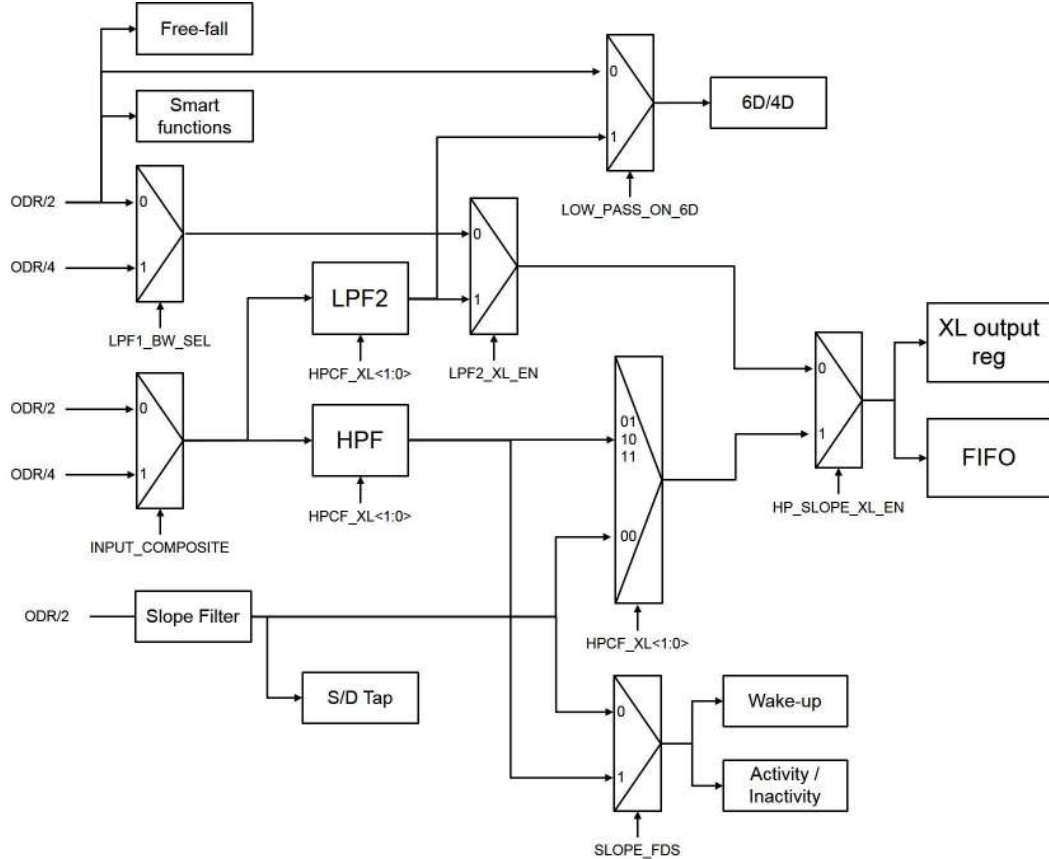 Free-fall
Smart
functions
0
1
6D/4D
LOW_PASS_ON_6D
ODR/2
0
ODR/4
1
LPF1_BW_SEL
0
1
LPF2_XL_EN
LPF2
HPCF_XL<1:0>
ODR/2
0
ODR/4
1
INPUT_COMPOSITE
HPF
HPCF_XL<1:0>
01
10
11
00
HPCF_XL<1:0>
0
1
HP_SLOPE_XL_EN
XL output
reg
FIFO
ODR/2
Slope Filter
S/D Tap
0
1
SLOPE_FDS
Wake-up
Activity /
Inactivity